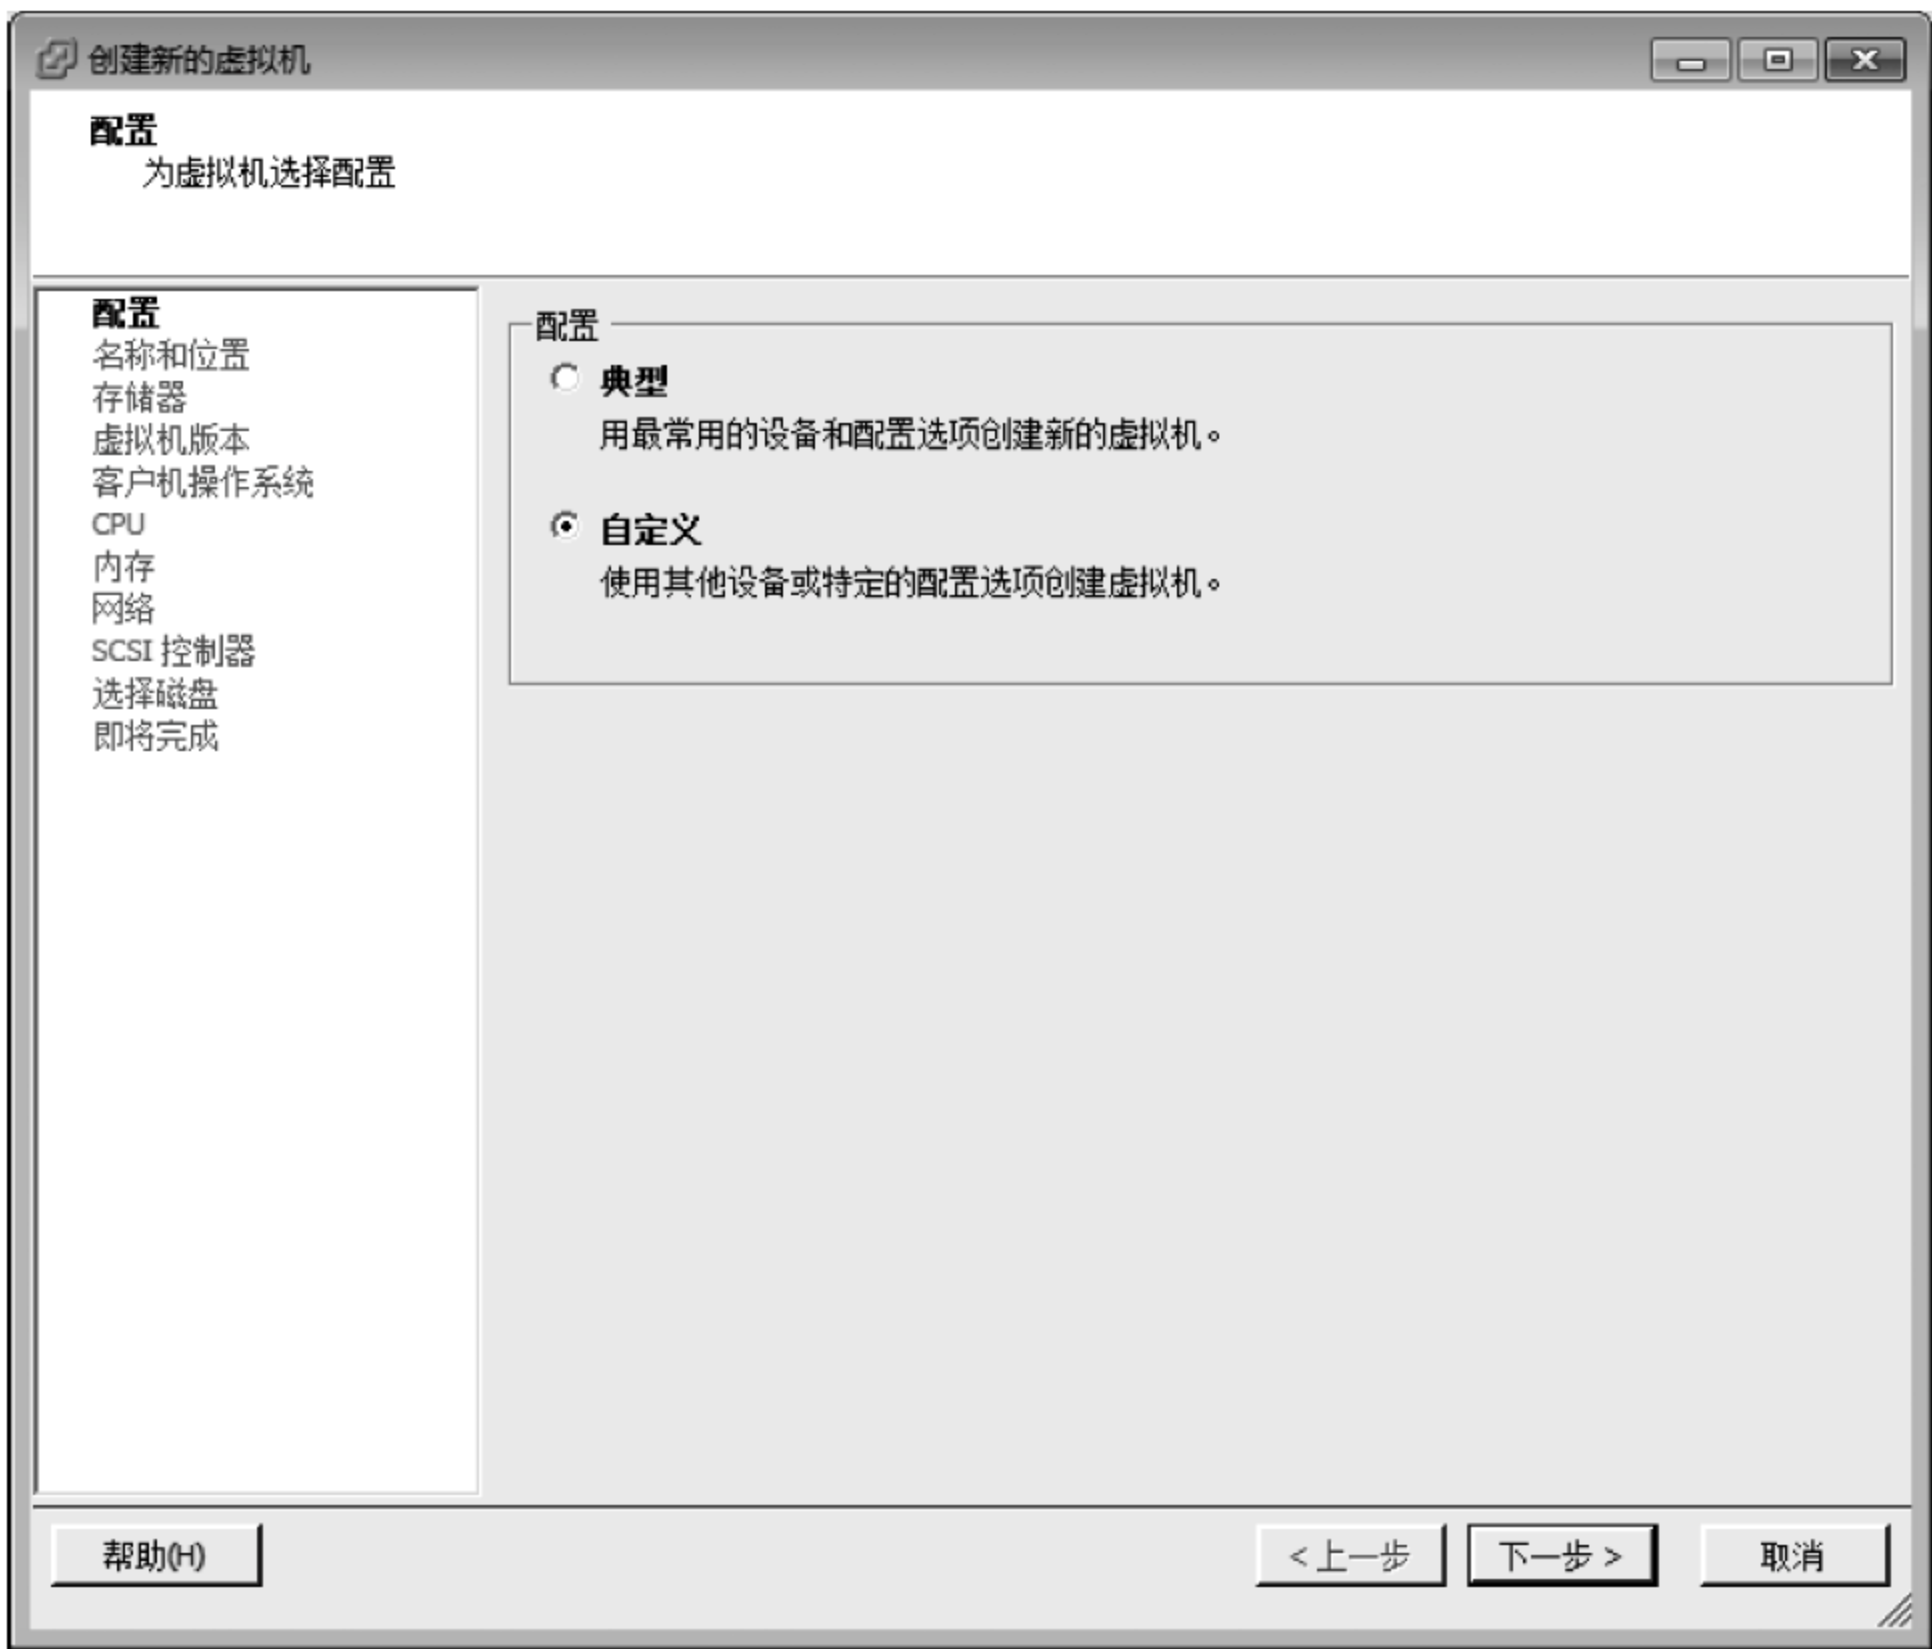 创建新的虚拟机
配置
为虚拟机选择配置
配置
名称和位置
存储器
虚拟机版本
客户机操作系统
CPU
内存
网络
SCSI 控制器
选择磁盘
即将完成
配置
典型
用最常用的设备和配置选项创建新的虚拟机。
自定义
使用其他设备或特定的配置选项创建虚拟机。
帮助(H)
<上一步
下一步>
取消